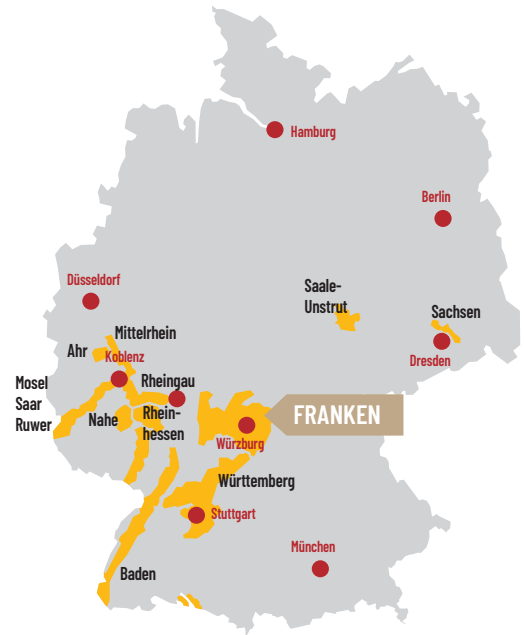 Hamburg
Berlin
Düsseldorf
Saale-
Unstrut
Sachsen
Mittelrhein
Ahr
Koblenz
Dresden
Mosel
Saar
Ruwer
Rheingau
Nahe
Rhein-
hessen
FRANKEN
Würzburg
Württemberg
Stuttgart
München
Baden